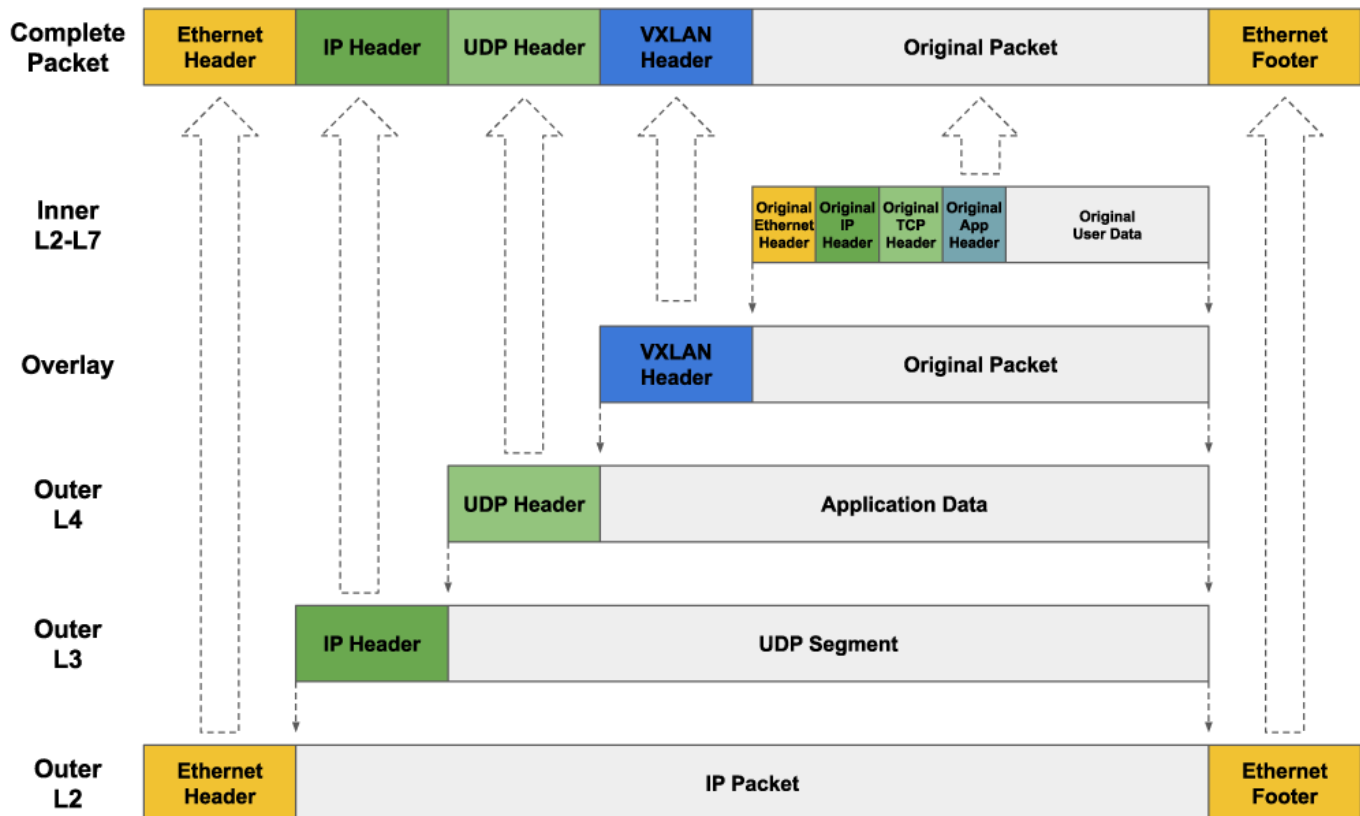 Complete
Packet
Ethernet
Header
IP Header
UDP Header
VXLAN
Header
Original Packet
Ethernet
Footer
Inner
L2-L7
Original
Ethernet
Header
Original
IP
Header
Original
TCP
Header
Original
App
Header
Original
User Data
Overlay
VXLAN
Header
Original Packet
Outer
L4
UDP Header
Application Data
Outer
L3
IP Header
UDP Segment
Outer
L2
Ethernet
Header
IP Packet
Ethernet
Footer